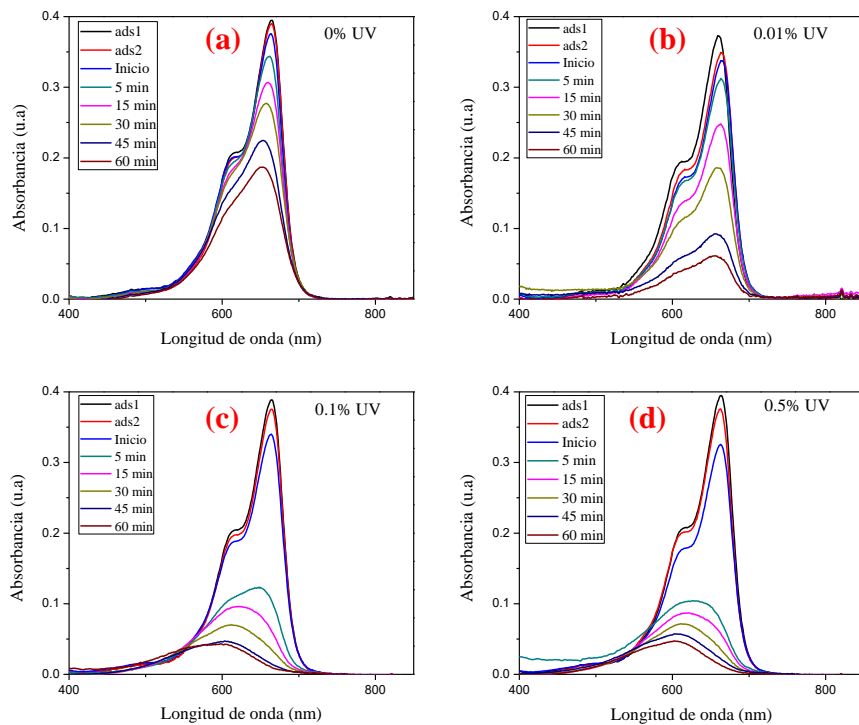 (a)
0% UV
ads1
ads2
Inicio
5 min
15 min
30 min
45 min
60 min
Absorbancia (u.a)
0.4
0.3
0.2
0.1
0.0
400
600
800
Longitud de onda (nm)
(b)
0.01% UV
ads1
ads2
Inicio
5 min
15 min
30 min
45 min
60 min
Absorbancia (u.a)
0.4
0.3
0.2
0.1
0.0
400
600
800
Longitud de onda (nm)
(c)
0.1% UV
ads1
ads2
Inicio
5 min
15 min
30 min
45 min
60 min
Absorbancia (u.a)
0.4
0.3
0.2
0.1
0.0
400
600
800
Longitud de onda (nm)
(d)
0.5% UV
ads1
ads2
Inicio
5 min
15 min
30 min
45 min
60 min
Absorbancia (u.a)
0.4
0.3
0.2
0.1
0.0
400
600
800
Longitud de onda (nm)